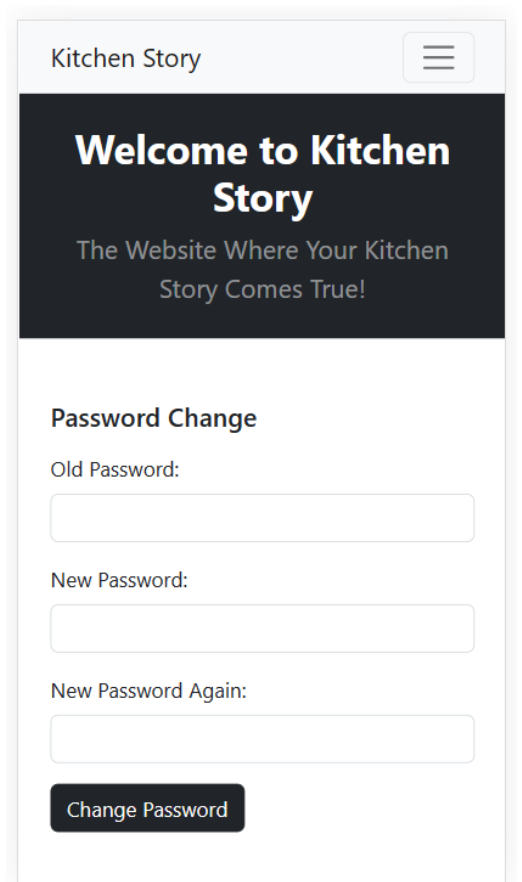 Kitchen Story
Welcome to Kitchen
Story
The Website Where Your Kitchen
Story Comes True!
Password Change
Old Password:
New Password:
New Password Again:
Change Password